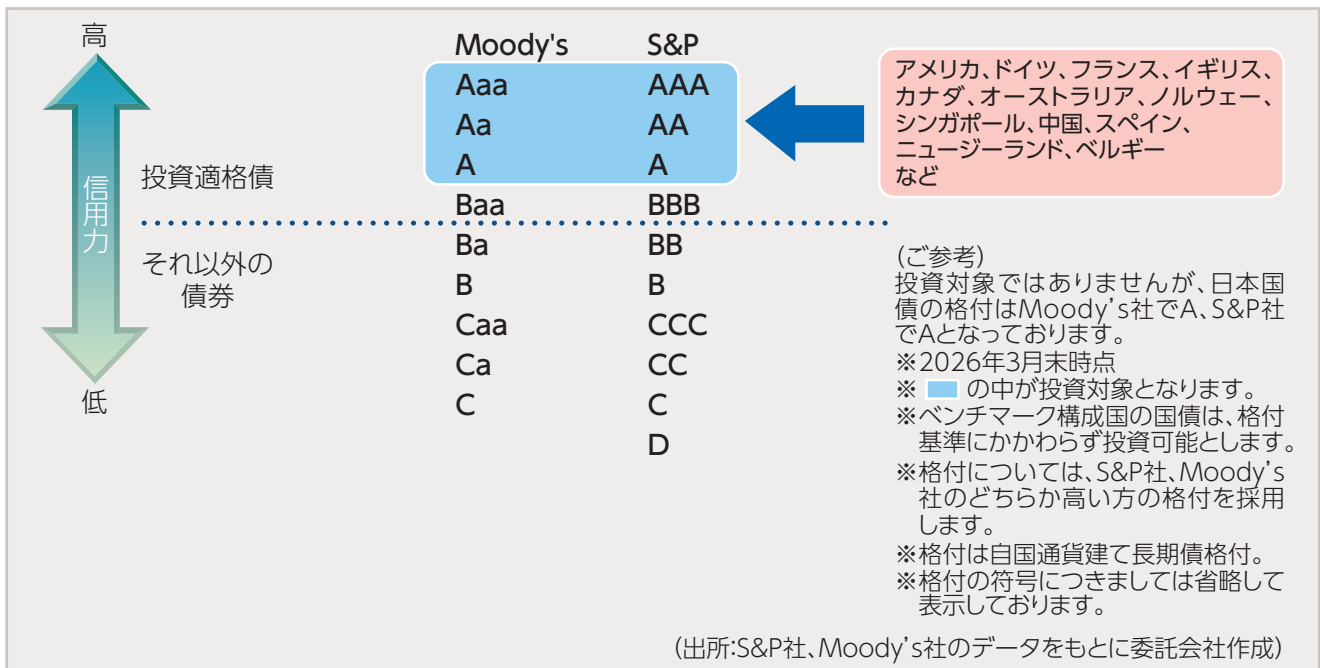 高
信用力
低
投資適格債
それ以外の
債券
Moody's S&P
Aaa AAA
Aa AA
A A
Baa BBB
Ba BB
B B
Caa CCC
Ca CC
C C
D
アメリカ、ドイツ、フランス、イギリス、
カナダ、オーストラリア、ノルウェー、
シンガポール、中国、スペイン、
ニュージーランド、ベルギー
など
(ご参考)
投資対象ではありませんが、日本国
債の格付はMoody's社でA、S&P社
でAとなっております。
※2026年3月末時点
※ の中が投資対象となります。
※ベンチマーク構成国の国債は、格付
基準にかかわらず投資可能とします。
※格付については、S&P社、Moody's
社のどちらか高い方の格付を採用
します。
※格付は自国通貨建て長期債格付。
※格付の符号につきましては省略して
表示しております。
(出所:S&P社、Moody's社のデータをもとに委託会社作成)